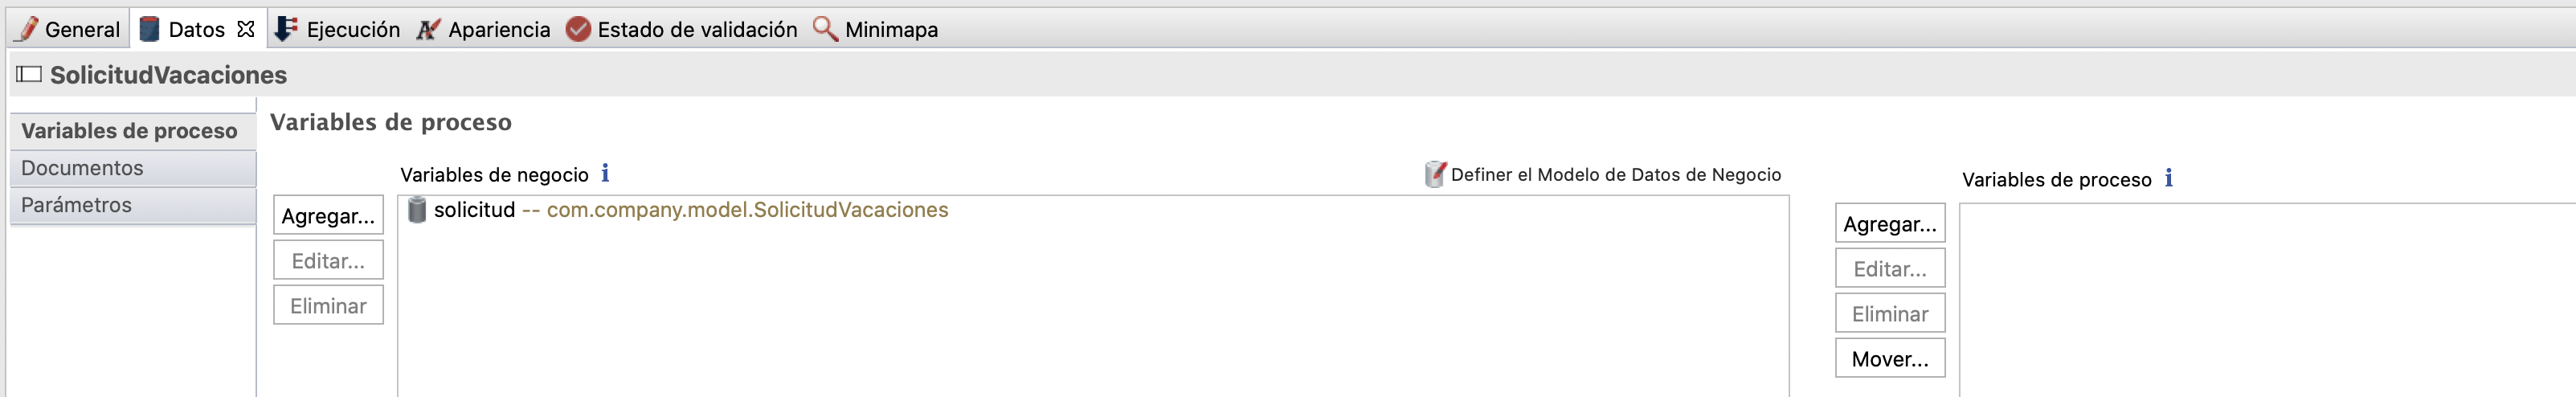 General Datos Ejecución Apariencia Estado de validación Minimapa
SolicitudVacaciones
Variables de proceso
Documentos
Parámetros
Variables de proceso
Variables de negocio i
Definer el Modelo de Datos de Negocio
Agregar...
Editar...
Eliminar
solicitud -- com.company.model.SolicitudVacaciones
Variables de proceso i
Agregar...
Editar...
Eliminar
Mover...